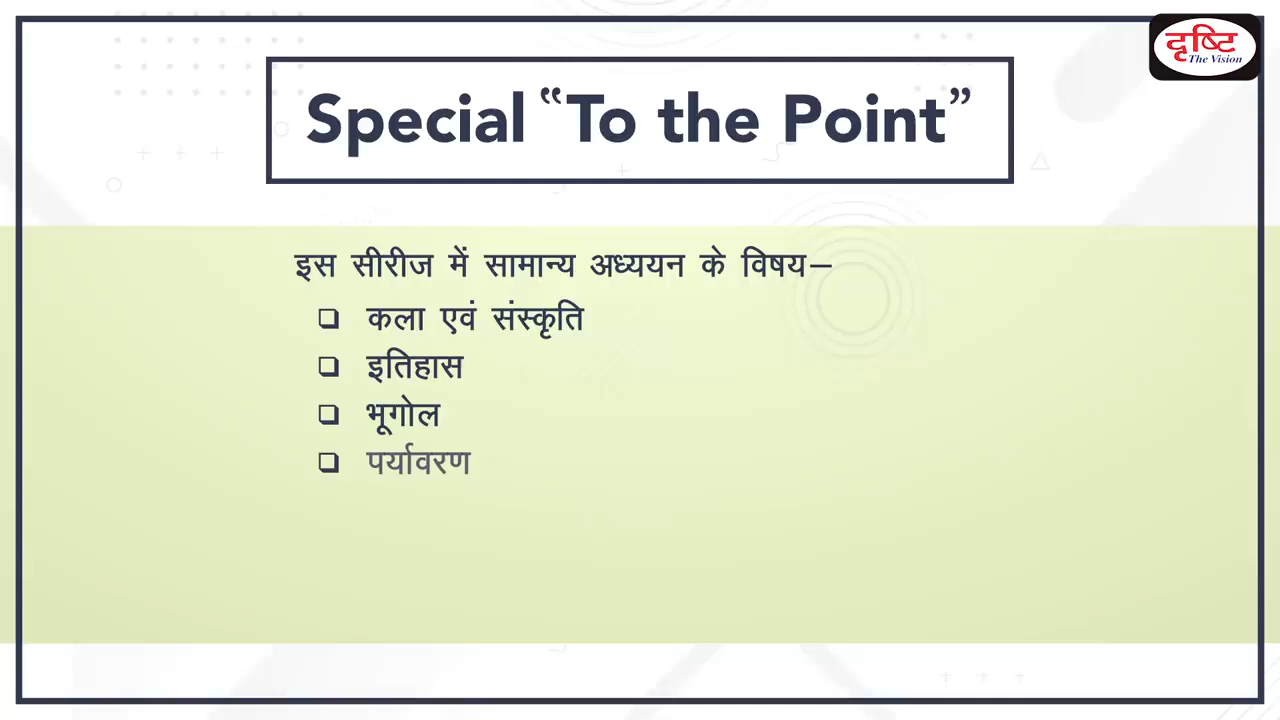 दृष्टि
The Vision
Special “To the Point”
इस सीरीज में सामान्य अध्ययन के विषय–
❑ कला एवं संस्कृति
❑ इतिहास
❑ भूगोल
❑ पर्यावरण